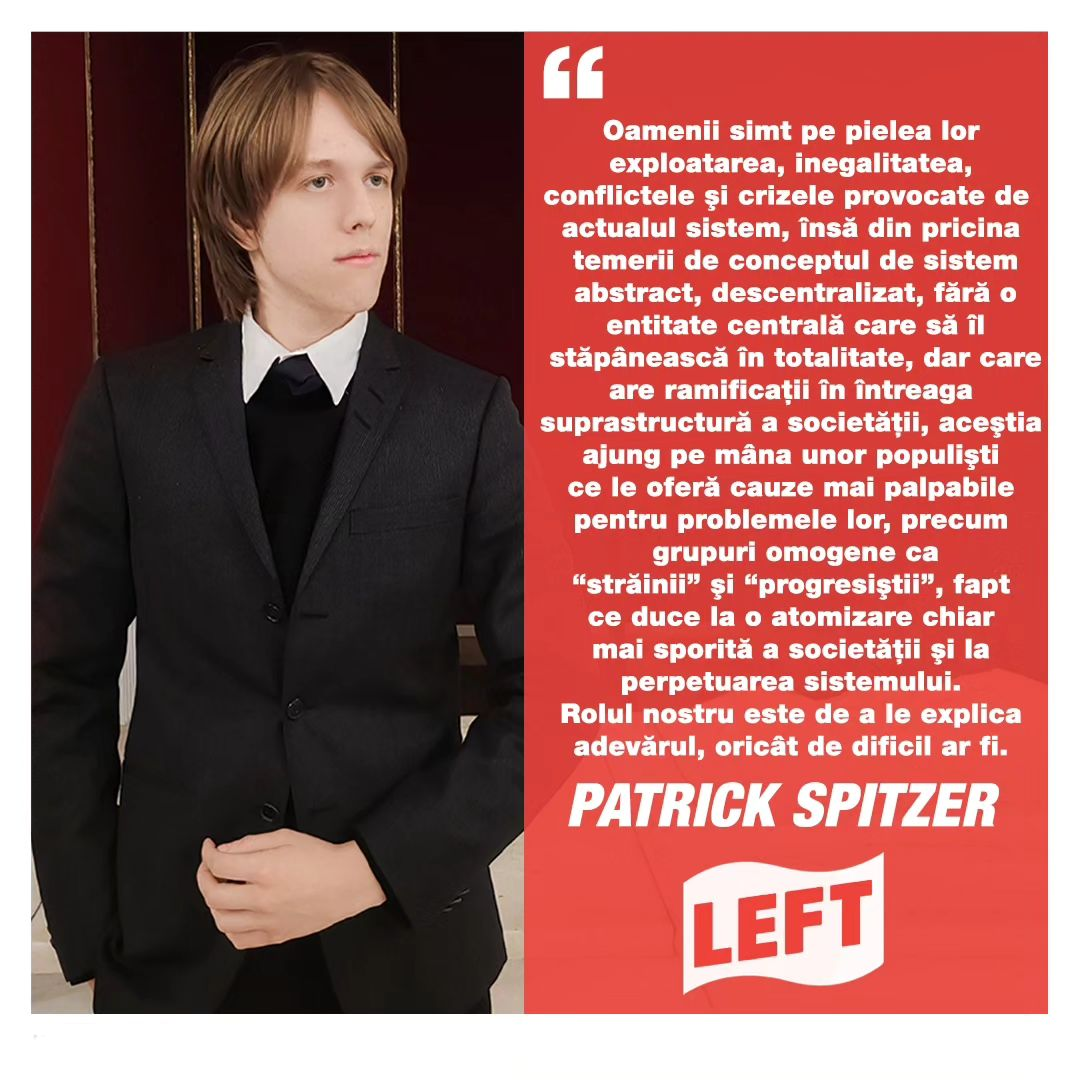 “
Oamenii simt pe pielea lor
exploatarea, inegalitatea,
conflictele şi crizele provocate de
actualul sistem, însă din pricina
temerii de conceptul de sistem
abstract, descentralizat, fără o
entitate centrală care să îl
stăpânească în totalitate, dar care
are ramificații în întreaga
suprastructură a societății, aceştia
ajung pe mâna unor populişti
ce le oferă cauze mai palpabile
pentru problemele lor, precum
grupuri omogene ca
“străinii” şi “progresiştii”, fapt
ce duce la o atomizare chiar
mai sporită a societății şi la
perpetuarea sistemului.
Rolul nostru este de a le explica
adevărul, oricât de dificil ar fi.
PATRICK SPITZER
LEFT